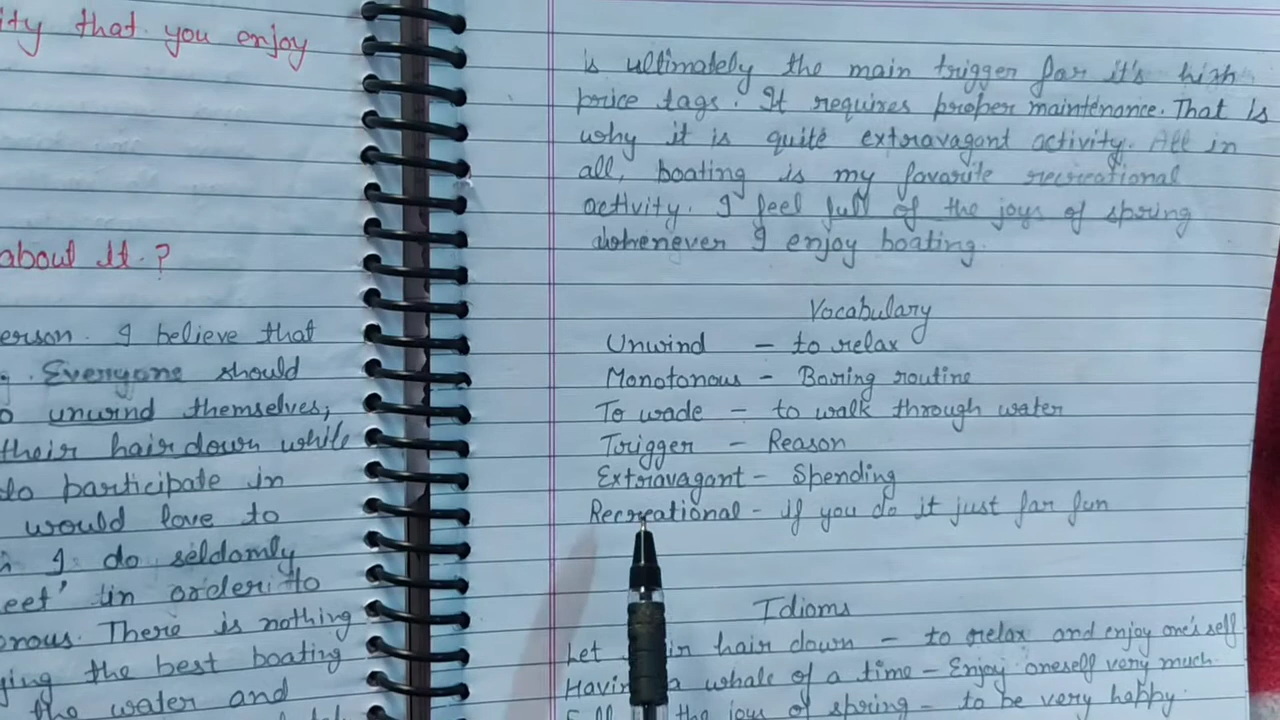 ity that you enjoy
about it.?
erson. I believe that
g. Everyone should
o unwind themselves,
their hair down while
do participate in
would love to
I do seldomly
eet' in order to
orous. There is nothing
ying the best boating
the water and
is ultimately the main trigger for it's high
price tags. It requires proper maintenance. That is
why it is quite extravagant activity. All in
all, boating is my favorite recreational
activity. I feel full of the joys of spring
whenever I enjoy boating.
Vocabulary
Unwind – to relax
Monotonous – Boring routine
To wade – to walk through water
Trigger – Reason
Extravagant – Spending
Recreational – if you do it just for fun
Idioms
Let hair down – to relax and enjoy one's self
Having a whale of a time – Enjoy oneself very much.
the joys of spring – to be very happy.